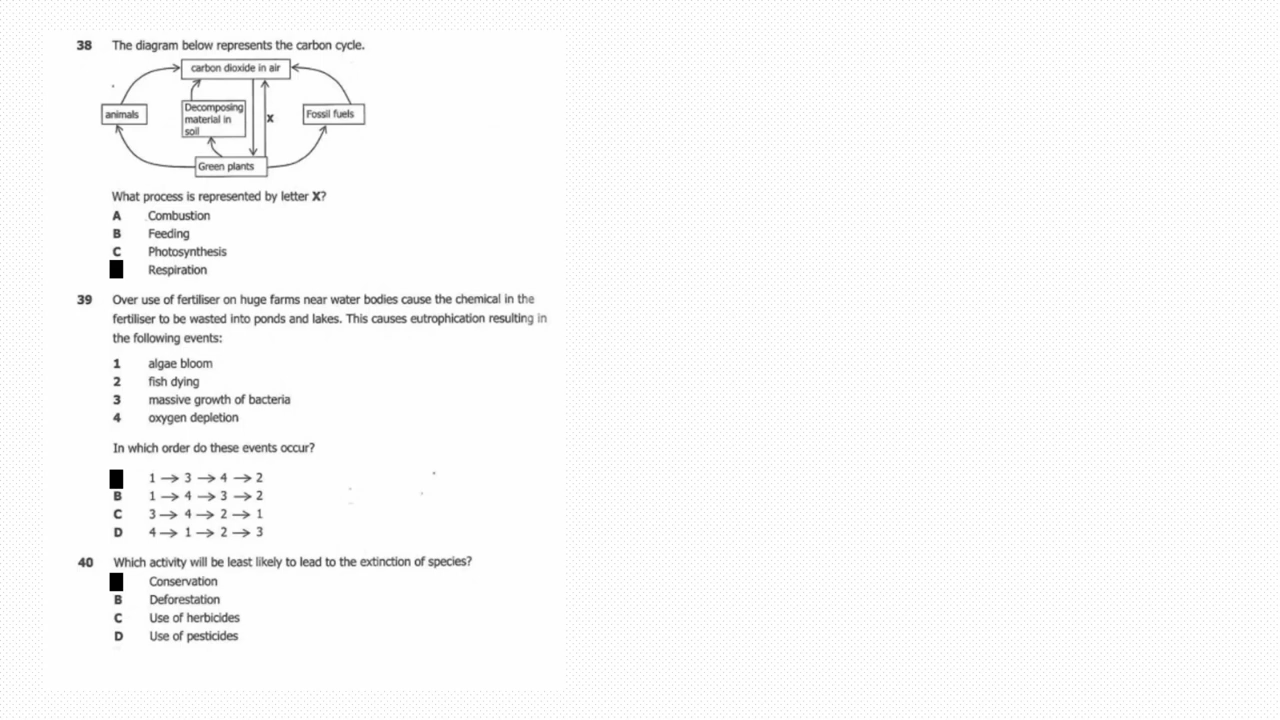 38 The diagram below represents the carbon cycle.
carbon dioxide in air
animals
Decomposing
material in
soil
X
Fossil fuels
Green plants
What process is represented by letter X?
A Combustion
B Feeding
C Photosynthesis
Respiration
39 Over use of fertiliser on huge farms near water bodies cause the chemical in the
fertiliser to be wasted into ponds and lakes. This causes eutrophication resulting in
the following events:
1 algae bloom
2 fish dying
3 massive growth of bacteria
4 oxygen depletion
In which order do these events occur?
1 → 3 → 4 → 2
B 1 → 4 → 3 → 2
C 3 → 4 → 2 → 1
D 4 → 1 → 2 → 3
40 Which activity will be least likely to lead to the extinction of species?
Conservation
B Deforestation
C Use of herbicides
D Use of pesticides